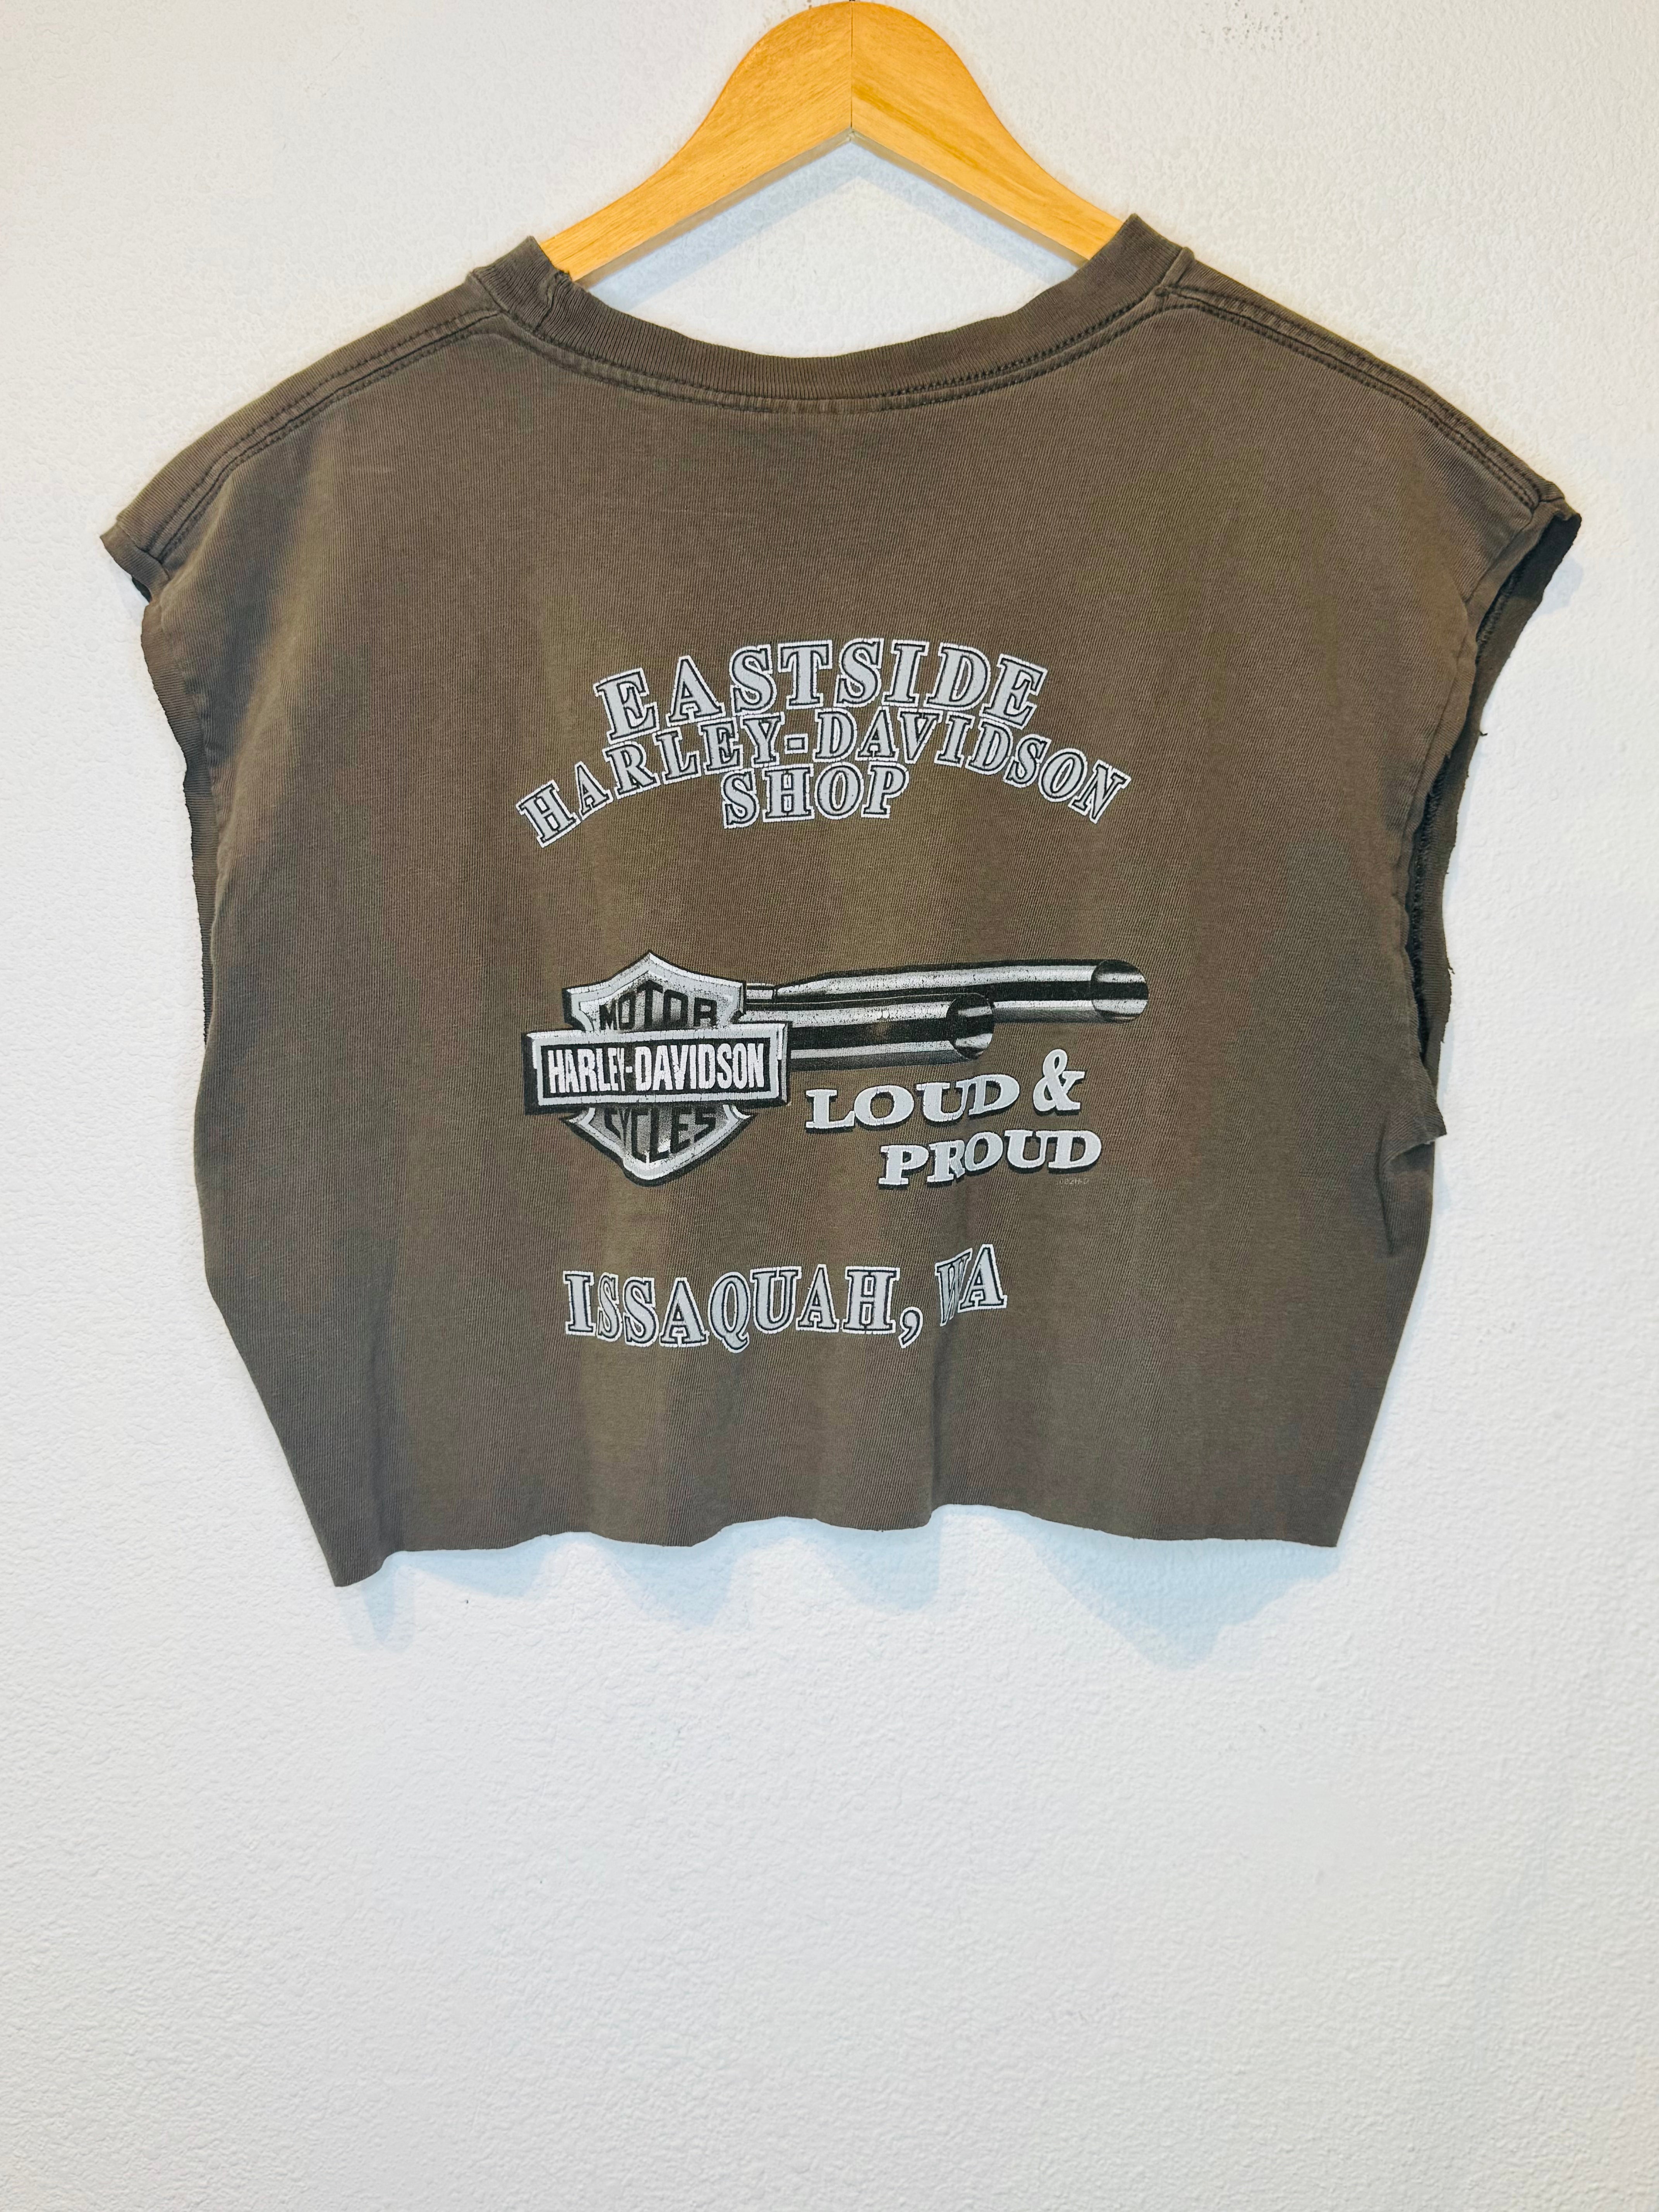 EASTSIDE
HARLEY-DAVIDSON
SHOP
MOTOR
HARLEY-DAVIDSON
CYCLES
LOUD &
PROUD
ISSAQUAH, WA